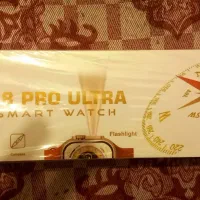 8 PRO ULTRA
SMART WATCH
Flashlight